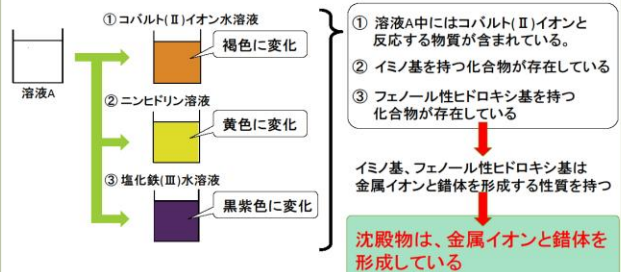 ①コバルト(Ⅱ)イオン水溶液
褐色に変化
溶液A
②ニンヒドリン溶液
黄色に変化
③塩化鉄(Ⅲ)水溶液
黒紫色に変化
① 溶液A中にはコバルト(Ⅱ)イオンと
反応する物質が含まれている。
② イミノ基を持つ化合物が存在している
③ フェノール性ヒドロキシ基を持つ
化合物が存在している
イミノ基、フェノール性ヒドロキシ基は
金属イオンと錯体を形成する性質を持つ
沈殿物は、金属イオンと錯体を
形成している